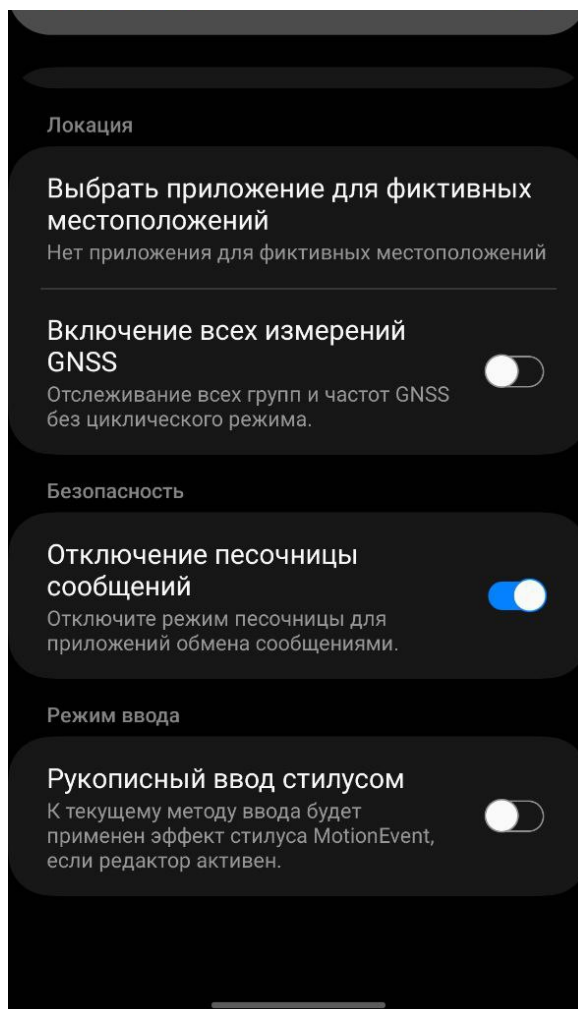 Локация
Выбрать приложение для фиктивных
местоположений
Нет приложения для фиктивных местоположений
Включение всех измерений
GNSS
Отслеживание всех групп и частот GNSS
без циклического режима.
Безопасность
Отключение песочницы
сообщений
Отключите режим песочницы для
приложений обмена сообщениями.
Режим ввода
Рукописный ввод стилусом
К текущему методу ввода будет
применен эффект стилуса MotionEvent,
если редактор активен.